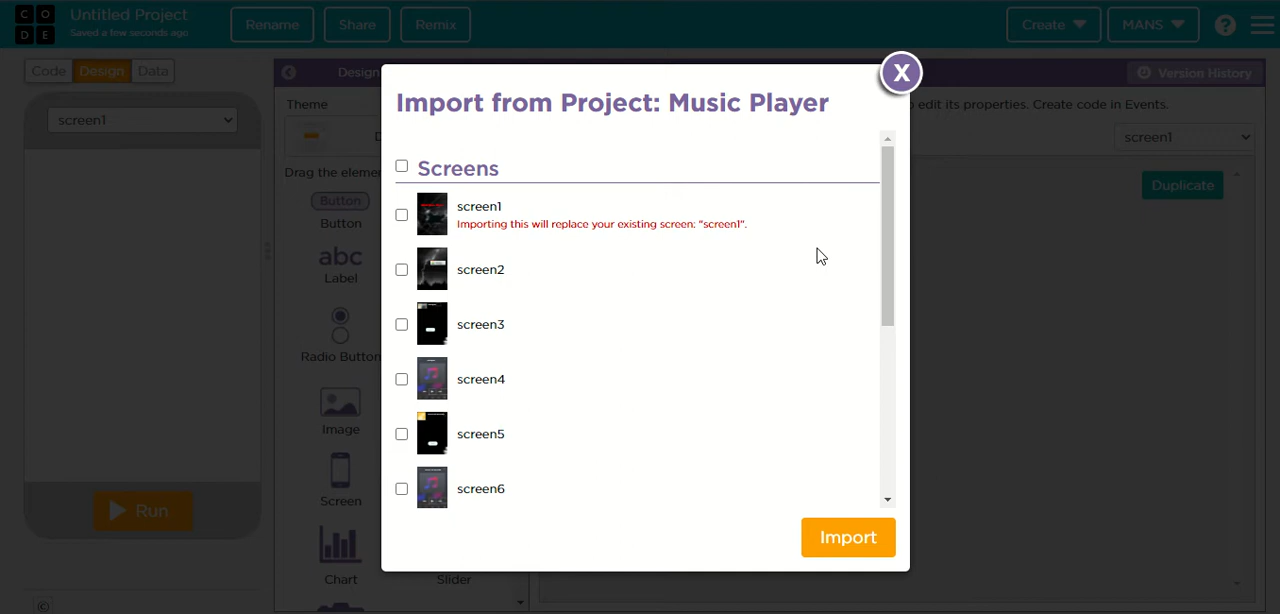 C O
D E
Untitled Project
Saved a few seconds ago
Rename
Share
Remix
Create
MANS
?
Code
Design
Data
Design
Version History
X
Import from Project: Music Player
Theme
to edit its properties. Create code in Events.
screen1
D
screen1
Drag the eleme
Duplicate
Screens
screen1
Importing this will replace your existing screen: "screen1".
Button
Button
screen2
abc
Label
screen3
Radio Button
screen4
Image
screen5
Screen
screen6
Run
Import
Chart
Slider
©